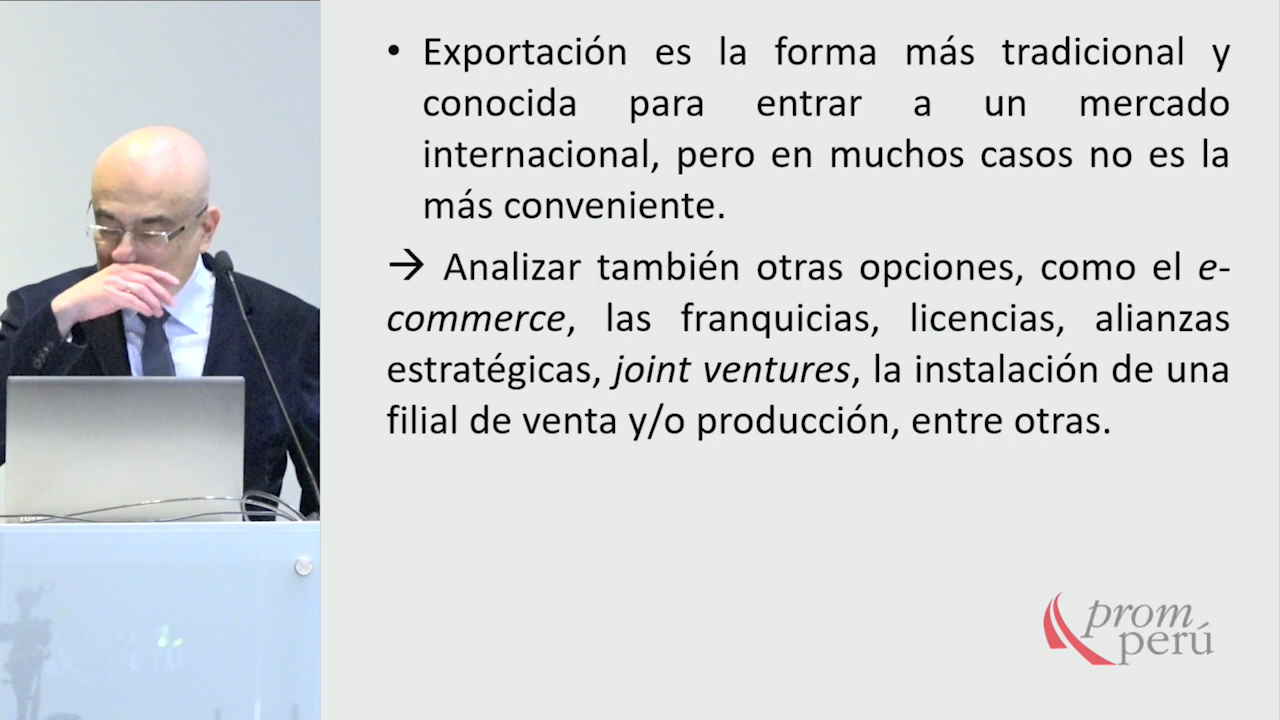 • Exportación es la forma más tradicional y
conocida para entrar a un mercado
internacional, pero en muchos casos no es la
más conveniente.
→ Analizar también otras opciones, como el e-
commerce, las franquicias, licencias, alianzas
estratégicas, joint ventures, la instalación de una
filial de venta y/o producción, entre otras.
prom
perú